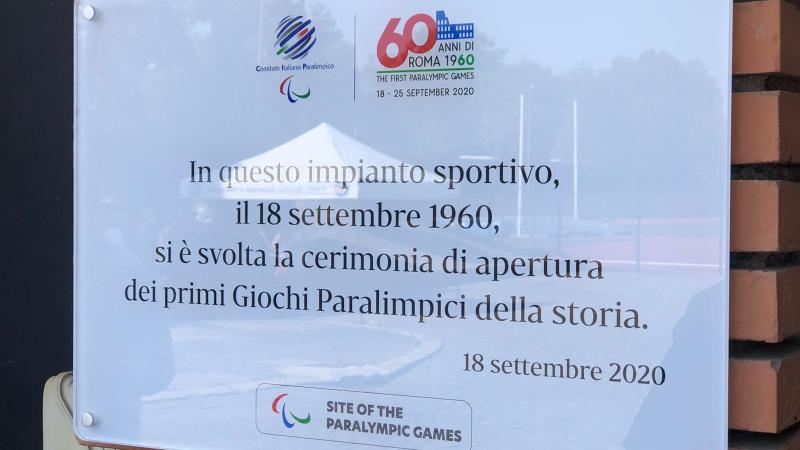 Comitato Italiano Paralimpico
60 ANNI DI
ROMA 1960
THE FIRST PARALYMPIC GAMES
18 - 25 SEPTEMBER 2020
In questo impianto sportivo,
il 18 settembre 1960,
si è svolta la cerimonia di apertura
dei primi Giochi Paralimpici della storia.
18 settembre 2020
SITE OF THE
PARALYMPIC GAMES